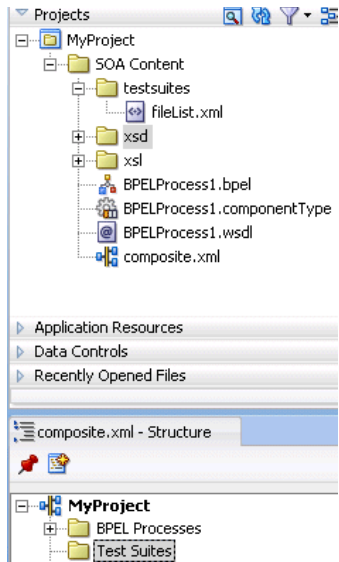 Projects
MyProject
SOA Content
testsuites
fileList.xml
xsd
xsl
BPELProcess1.bpel
BPELProcess1.componentType
BPELProcess1.wsdl
composite.xml
Application Resources
Data Controls
Recently Opened Files
composite.xml - Structure
MyProject
BPEL Processes
Test Suites